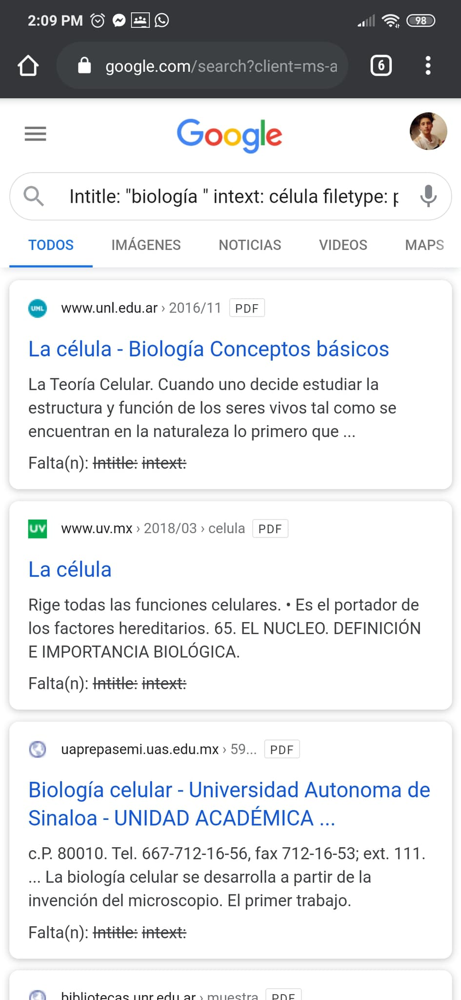 2:09 PM 98
google.com/search?client=ms-a 6
Google
Intitle: "biología " intext: célula filetype: p
TODOS IMÁGENES NOTICIAS VIDEOS MAPS
UNL www.unl.edu.ar › 2016/11 PDF
La célula - Biología Conceptos básicos
La Teoría Celular. Cuando uno decide estudiar la
estructura y función de los seres vivos tal como se
encuentran en la naturaleza lo primero que ...
Falta(n): Intitle: intext:
UV www.uv.mx › 2018/03 › celula PDF
La célula
Rige todas las funciones celulares. • Es el portador de
los factores hereditarios. 65. EL NUCLEO. DEFINICIÓN
E IMPORTANCIA BIOLÓGICA.
Falta(n): Intitle: intext:
uaprepasemi.uas.edu.mx › 59... PDF
Biología celular - Universidad Autonoma de
Sinaloa - UNIDAD ACADÉMICA ...
c.P. 80010. Tel. 667-712-16-56, fax 712-16-53; ext. 111.
... La biología celular se desarrolla a partir de la
invención del microscopio. El primer trabajo.
Falta(n): Intitle: intext:
bibliotecas.unr.edu.ar › muestra PDF